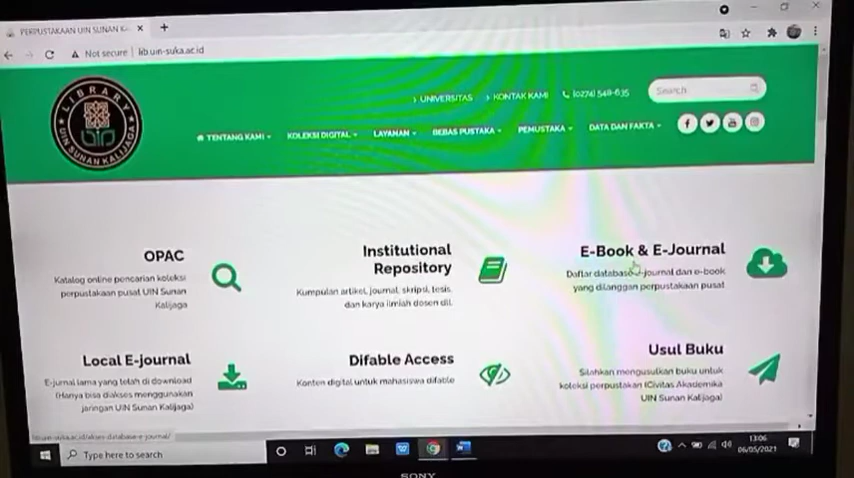 PERPUSTAKAAN UIN SUNAN K
Not secure | lib.uin-suka.ac.id
LIBRARY
UIN SUNAN KALIJAGA
UNIVERSITAS
KONTAK KAMI
(0274) 548-635
Search
TENTANG KAMI
KOLEKSI DIGITAL
LAYANAN
BEBAS PUSTAKA
PEMUSTAKA
DATA DAN FAKTA
OPAC
Katalog online pencarian koleksi
perpustakaan pusat UIN Sunan
Kalijaga
Institutional
Repository
Kumpulan artikel, journal, skripsi, tesis,
dan karya ilmiah dosen dll.
E-Book & E-Journal
Daftar database e-journal dan e-book
yang dilanggan perpustakaan pusat
Local E-journal
E-jurnal lama yang telah di download
(Hanya bisa diakses menggunakan
jaringan UIN Sunan Kalijaga)
Difable Access
Konten digital untuk mahasiswa difable
Usul Buku
Silahkan mengusulkan buku untuk
koleksi perpustakan (Civitas Akademika
UIN Sunan Kalijaga)
Type here to search
13:06
06/05/2021
SONY